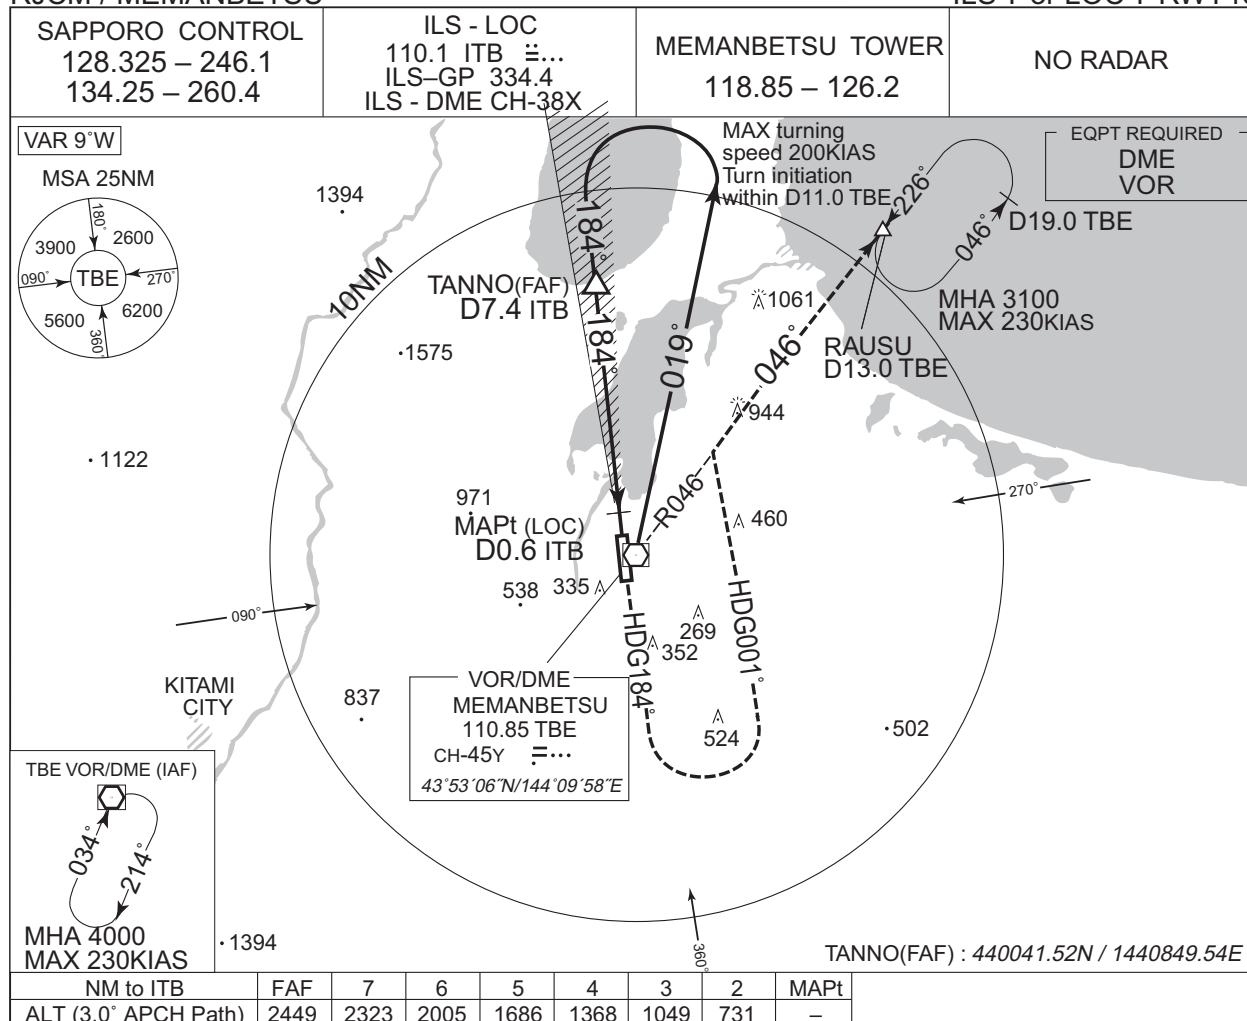 RJCM / MEMANBETSU
SAPPORO CONTROL
128.325 – 246.1
134.25 – 260.4
ILS - LOC
110.1 ITB
ILS–GP 334.4
ILS - DME CH-38X
MEMANBETSU TOWER
118.85 – 126.2
NO RADAR
VAR 9°W
MSA 25NM
180°
3900
2600
090°
TBE
270°
5600
6200
360°
1394
10NM
1575
1122
MAX turning
speed 200KIAS
Turn initiation
within D11.0 TBE
EQPT REQUIRED
DME
VOR
184°
TANNO(FAF)
D7.4 ITB
184°
019°
226°
046°
D19.0 TBE
MHA 3100
MAX 230KIAS
RAUSU
D13.0 TBE
1061
046°
944
R046
460
270°
971
MAPt (LOC)
D0.6 ITB
538
335
090°
HDG184°
HDG001°
269
352
524
502
KITAMI
CITY
837
VOR/DME
MEMANBETSU
110.85 TBE
CH-45Y
43°53′06″N/144°09′58″E
TBE VOR/DME (IAF)
034°
214°
MHA 4000
MAX 230KIAS
1394
360°
TANNO(FAF) : 440041.52N / 1440849.54E
NM to ITB FAF 7 6 5 4 3 2 MAPt
ALT (3.0° APCH Path) 2449 2323 2005 1686 1368 1049 731 –